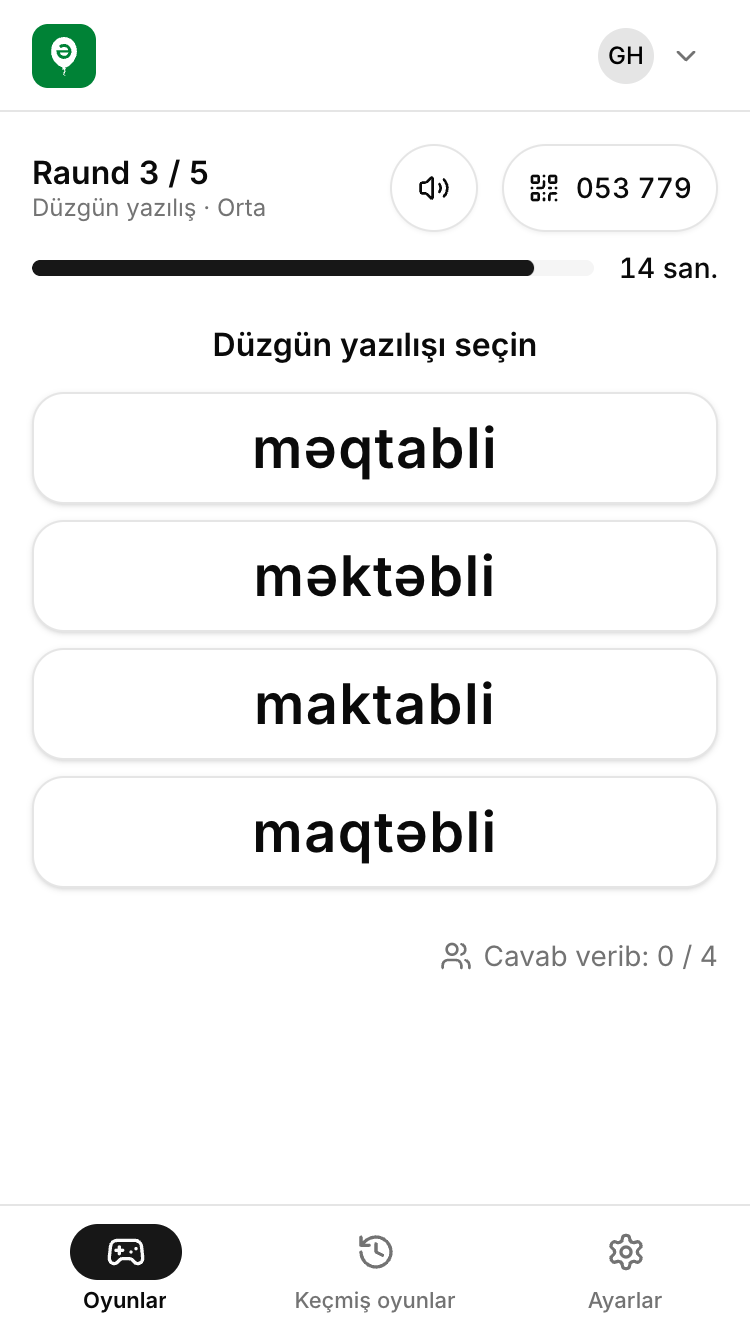 ə
GH
Raund 3 / 5
Düzgün yazılış · Orta
053 779
14 san.
Düzgün yazılışı seçin
məqtabli
məktəbli
maktabli
maqtəbli
Cavab verib: 0 / 4
Oyunlar
Keçmiş oyunlar
Ayarlar